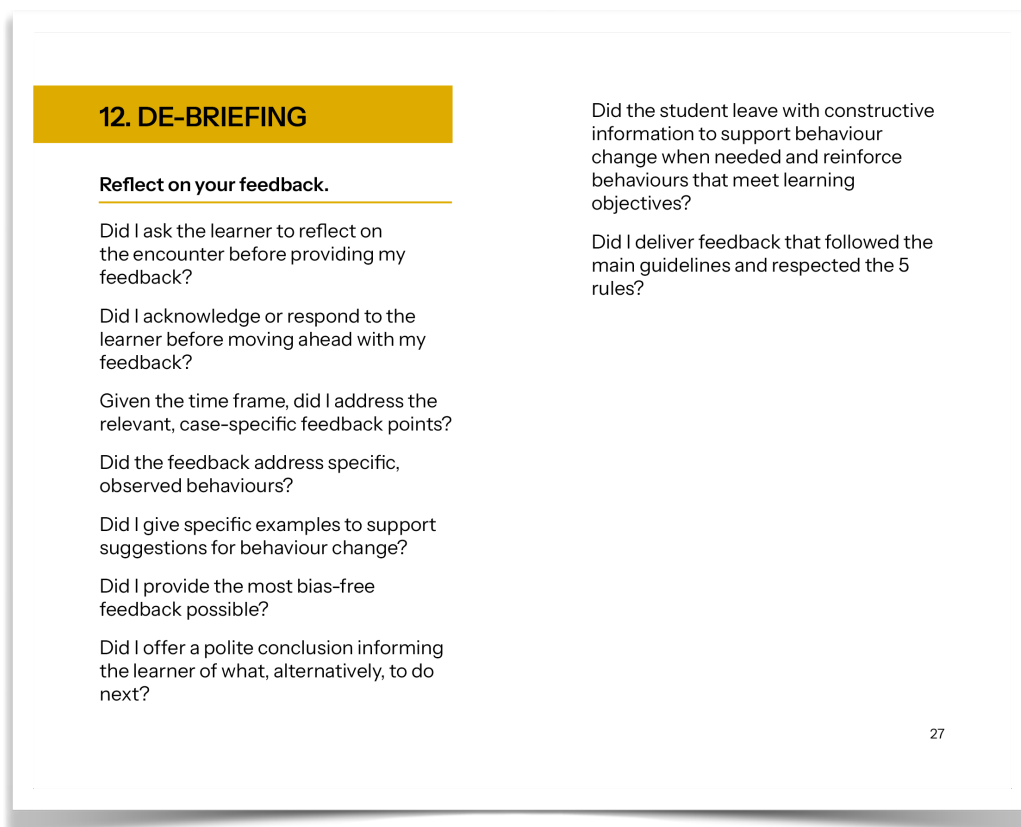 12. DE-BRIEFING
Reflect on your feedback.
Did I ask the learner to reflect on
the encounter before providing my
feedback?
Did I acknowledge or respond to the
learner before moving ahead with my
feedback?
Given the time frame, did I address the
relevant, case-specific feedback points?
Did the feedback address specific,
observed behaviours?
Did I give specific examples to support
suggestions for behaviour change?
Did I provide the most bias-free
feedback possible?
Did I offer a polite conclusion informing
the learner of what, alternatively, to do
next?
Did the student leave with constructive
information to support behaviour
change when needed and reinforce
behaviours that meet learning
objectives?
Did I deliver feedback that followed the
main guidelines and respected the 5
rules?
27